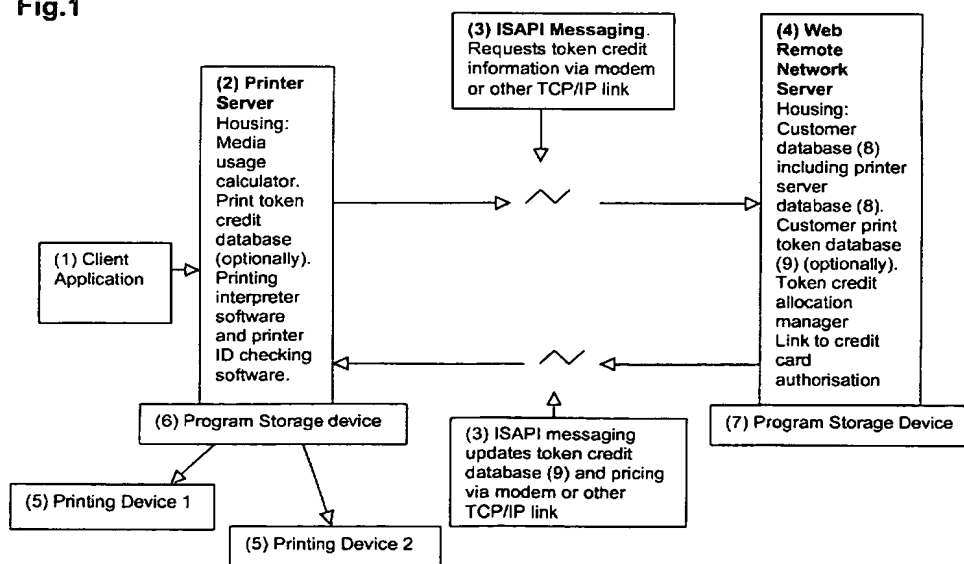 Fig.1
(3) ISAPI Messaging.
Requests token credit
information via modem
or other TCP/IP link
(4) Web
Remote
Network
Server
Housing:
Customer
database (8)
including printer
server
database (8).
Customer print
token database
(9) (optionally).
Token credit
allocation
manager
Link to credit
card
authorisation
(2) Printer
Server
Housing:
Media
usage
calculator.
Print token
credit
database
(optionally).
Printing
interpreter
software
and printer
ID checking
software.
(1) Client
Application
(6) Program Storage device
(7) Program Storage Device
(3) ISAPI messaging
updates token credit
database (9) and pricing
via modem or other
TCP/IP link
(5) Printing Device 1
(5) Printing Device 2